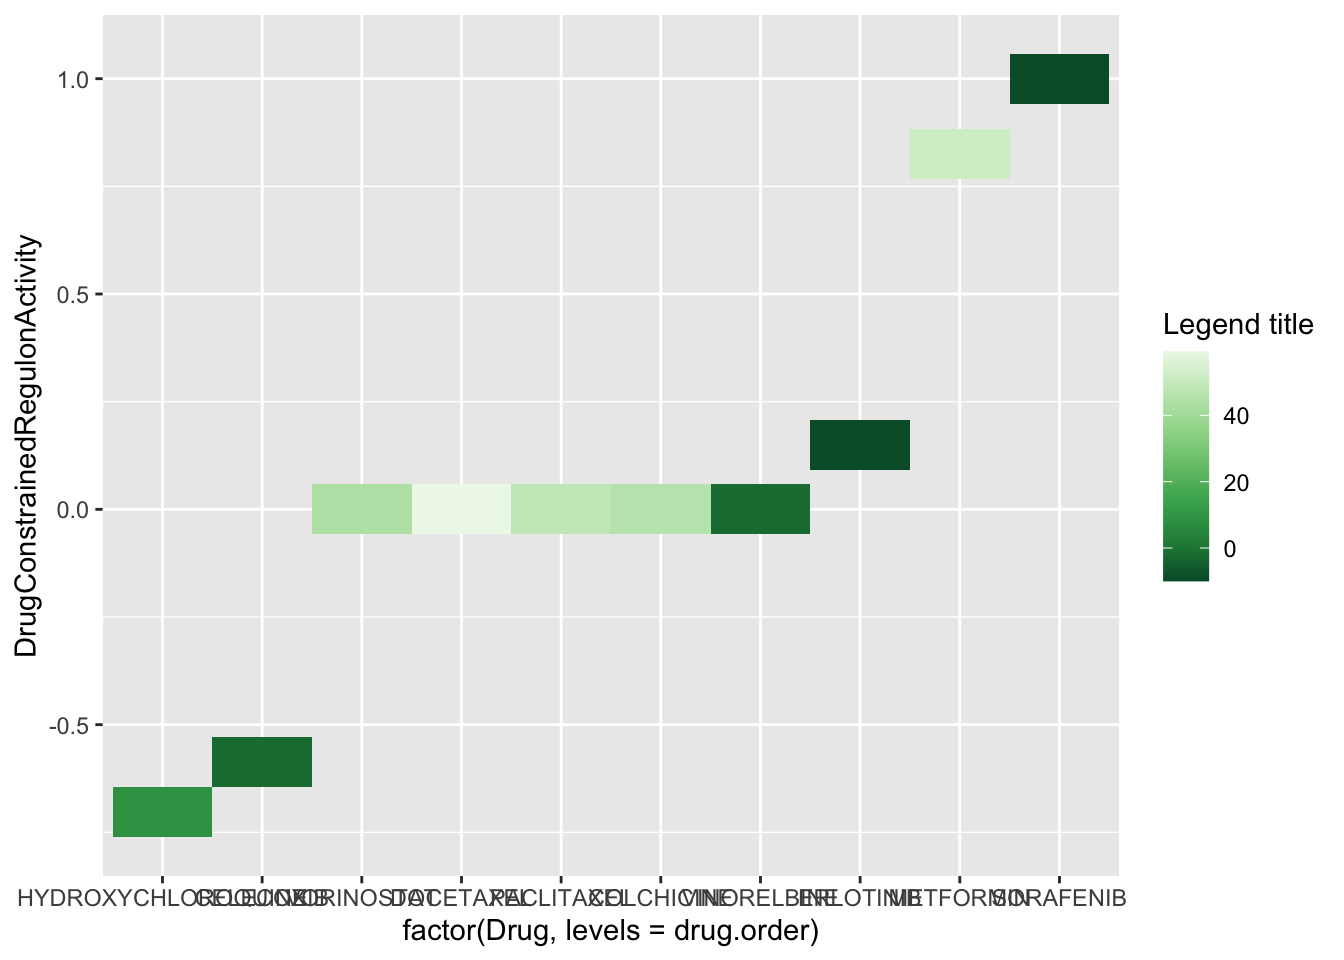 1.0
0.5
0.0
-0.5
DrugConstrainedRegulonActivity
HYDROXYCHLOROQUINE CELECOXIB VORINOSTAT DOCETAXEL PACLITAXEL COLCHICINE VINORELBINE ERLOTINIB METFORMIN SORAFENIB
factor(Drug, levels = drug.order)
Legend title
40
20
0